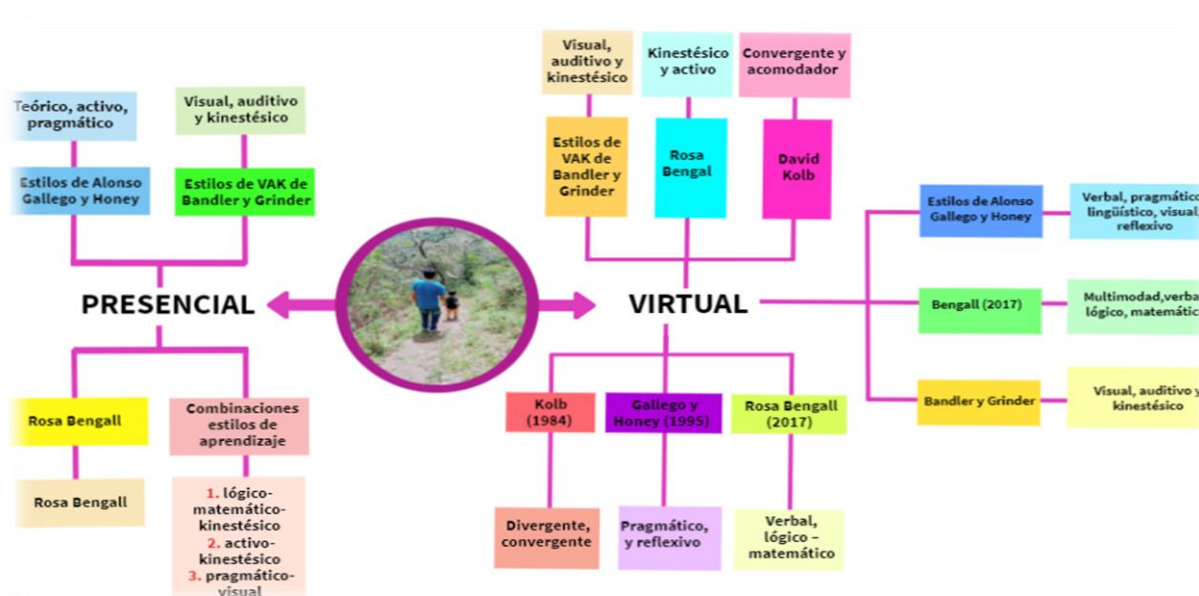 Teórico, activo,
pragmático
Visual, auditivo
y kinestésico
Estilos de Alonso
Gallego y Honey
Estilos de VAK de
Bandler y Grinder
PRESENCIAL
Rosa Bengall
Combinaciones
estilos de
aprendizaje
Rosa Bengall
1. lógico-
matemático-
kinestésico
2. activo-
kinestésico
3. pragmático-
visual
Visual,
auditivo y
kinestésico
Kinestésico
y activo
Convergente y
acomodador
Estilos de
VAK de
Bandler y
Grinder
Rosa
Bengal
David
Kolb
VIRTUAL
Kolb
(1984)
Gallego y
Honey (1995)
Rosa Bengall
(2017)
Divergente,
convergente
Pragmático,
y reflexivo
Verbal,
lógico –
matemático
Estilos de Alonso
Gallego y Honey
Verbal, pragmático
lingüístico, visual
reflexivo
Bengall (2017)
Multimodad,verba
lógico, matemátic
Bandler y Grinder
Visual, auditivo y
kinestésico